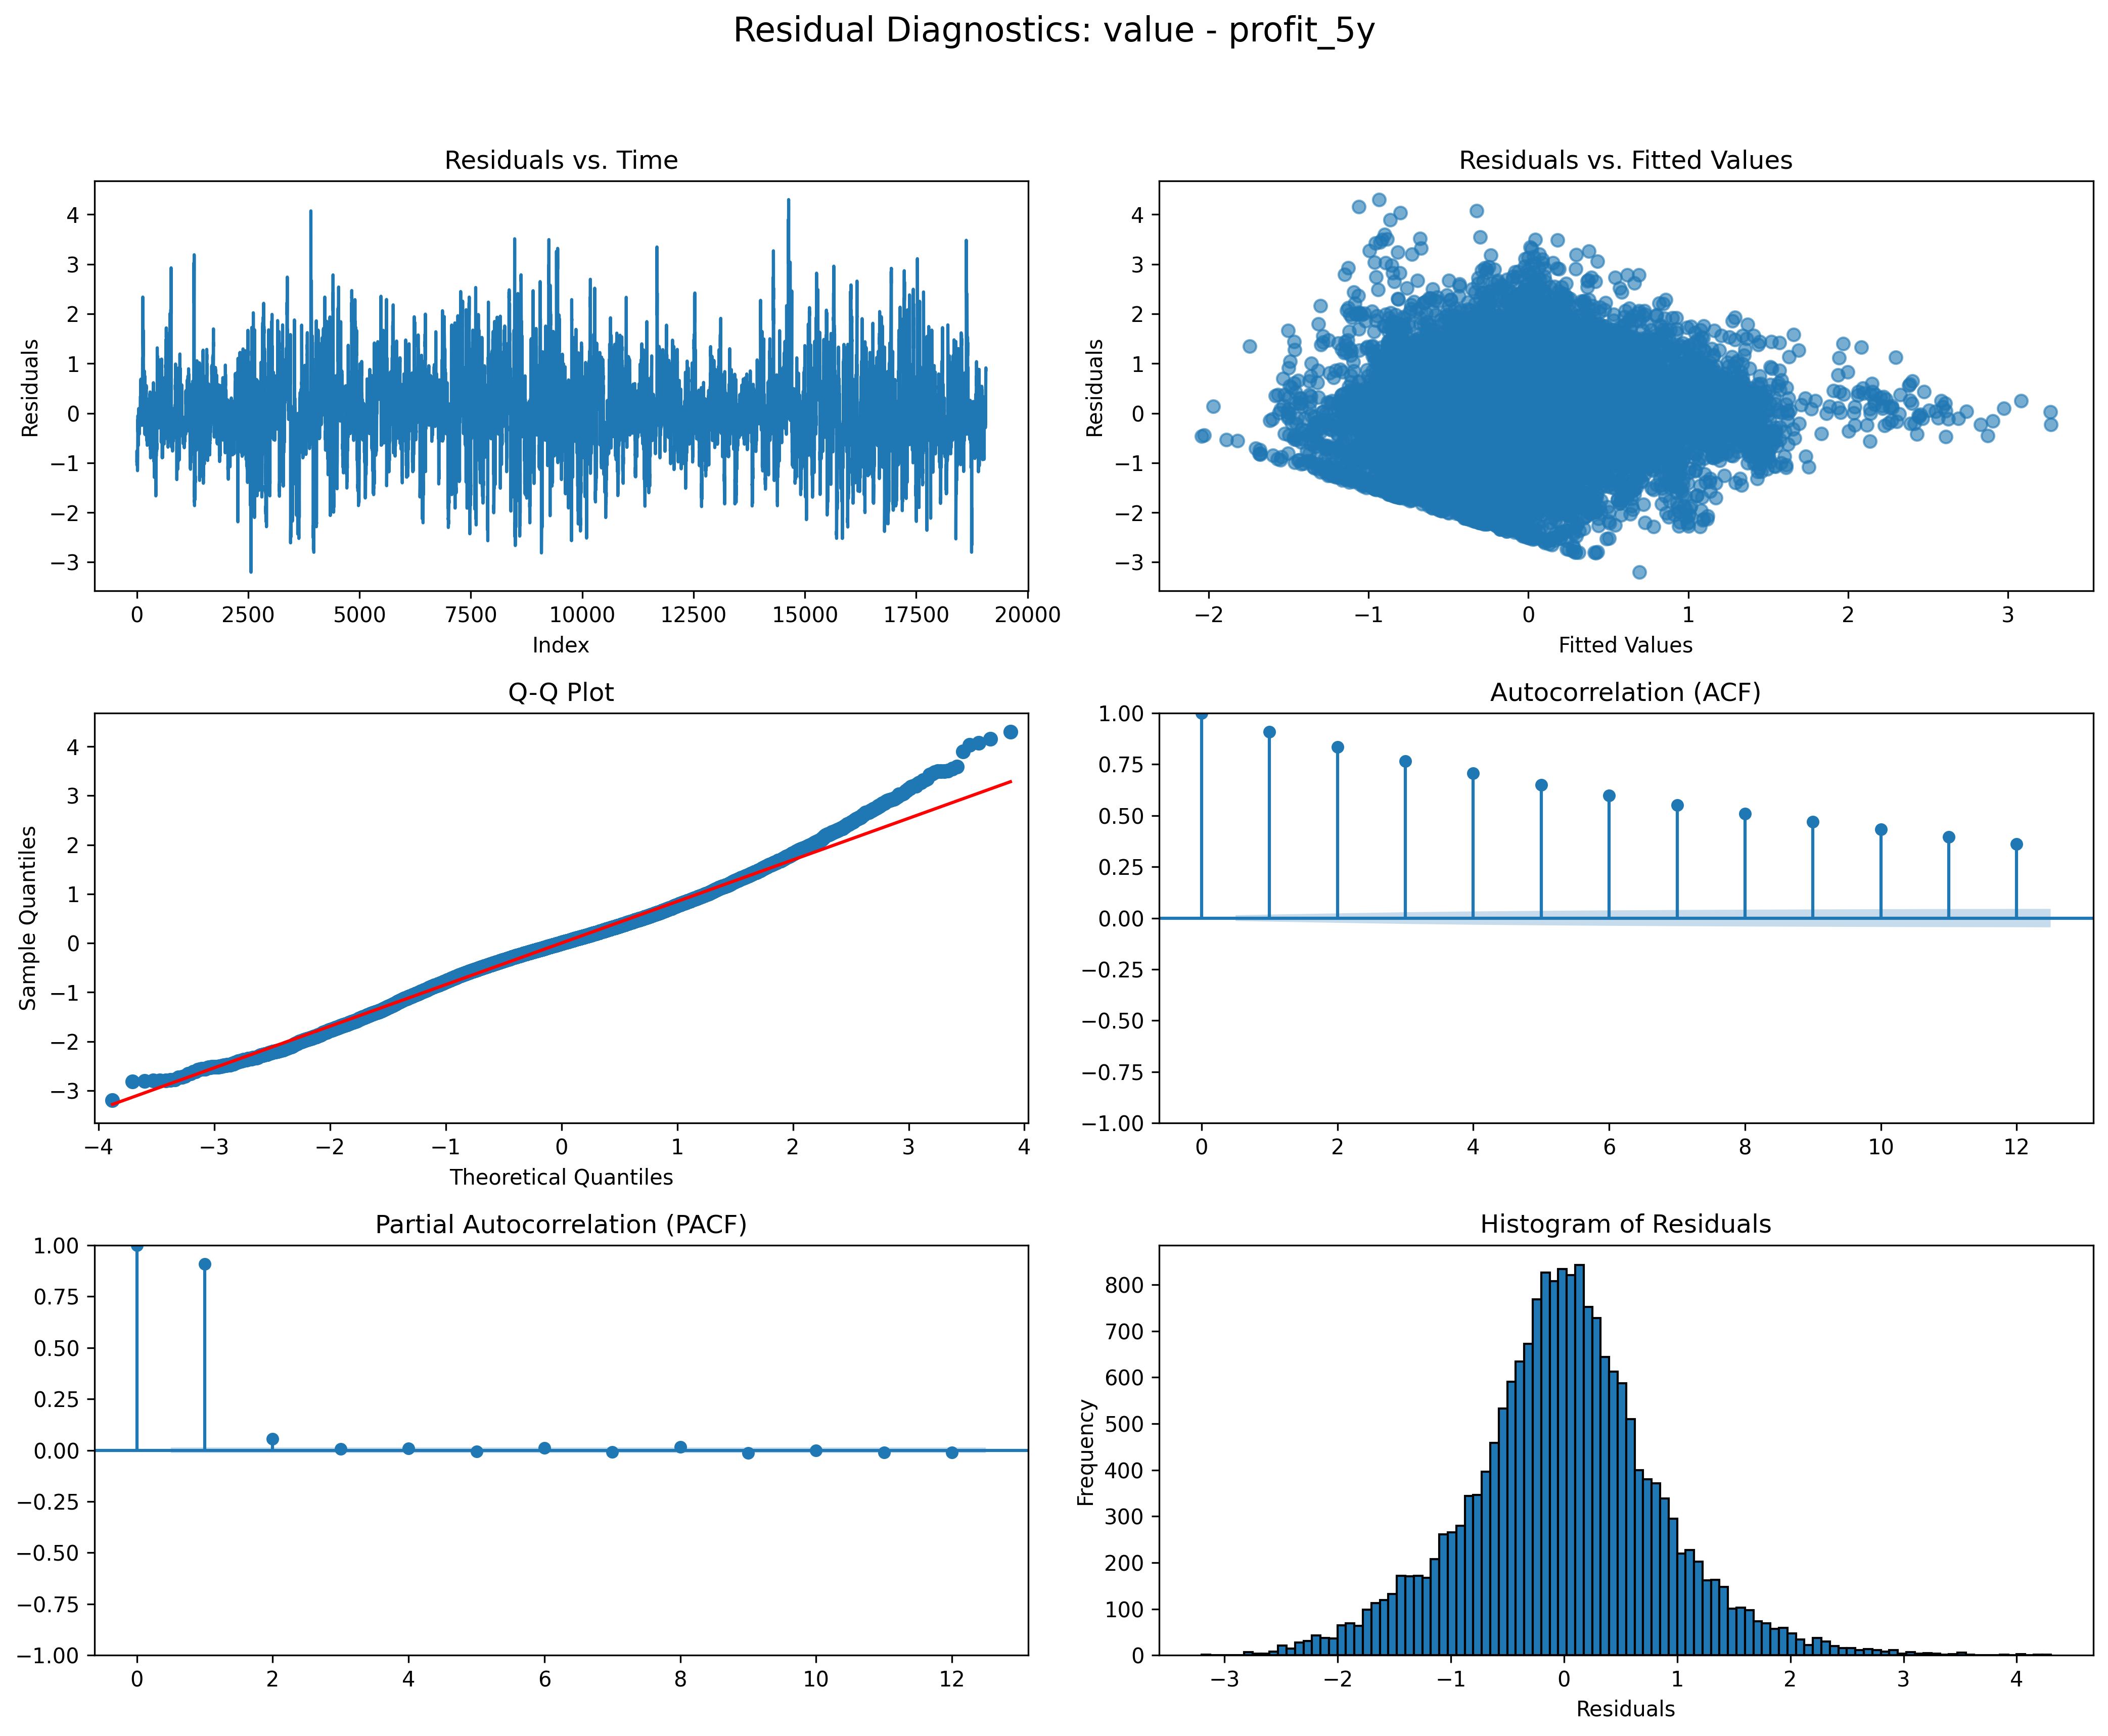 Residual Diagnostics: value - profit_5y
Residuals vs. Time
Residuals
4
3
2
1
0
−1
−2
−3
0 2500 5000 7500 10000 12500 15000 17500 20000
Index
Residuals vs. Fitted Values
Residuals
4
3
2
1
0
−1
−2
−3
−2 −1 0 1 2 3
Fitted Values
Q-Q Plot
Sample Quantiles
4
3
2
1
0
−1
−2
−3
−4 −3 −2 −1 0 1 2 3 4
Theoretical Quantiles
Autocorrelation (ACF)
1.00
0.75
0.50
0.25
0.00
−0.25
−0.50
−0.75
−1.00
0 2 4 6 8 10 12
Partial Autocorrelation (PACF)
1.00
0.75
0.50
0.25
0.00
−0.25
−0.50
−0.75
−1.00
0 2 4 6 8 10 12
Histogram of Residuals
Frequency
800
700
600
500
400
300
200
100
0
−3 −2 −1 0 1 2 3 4
Residuals